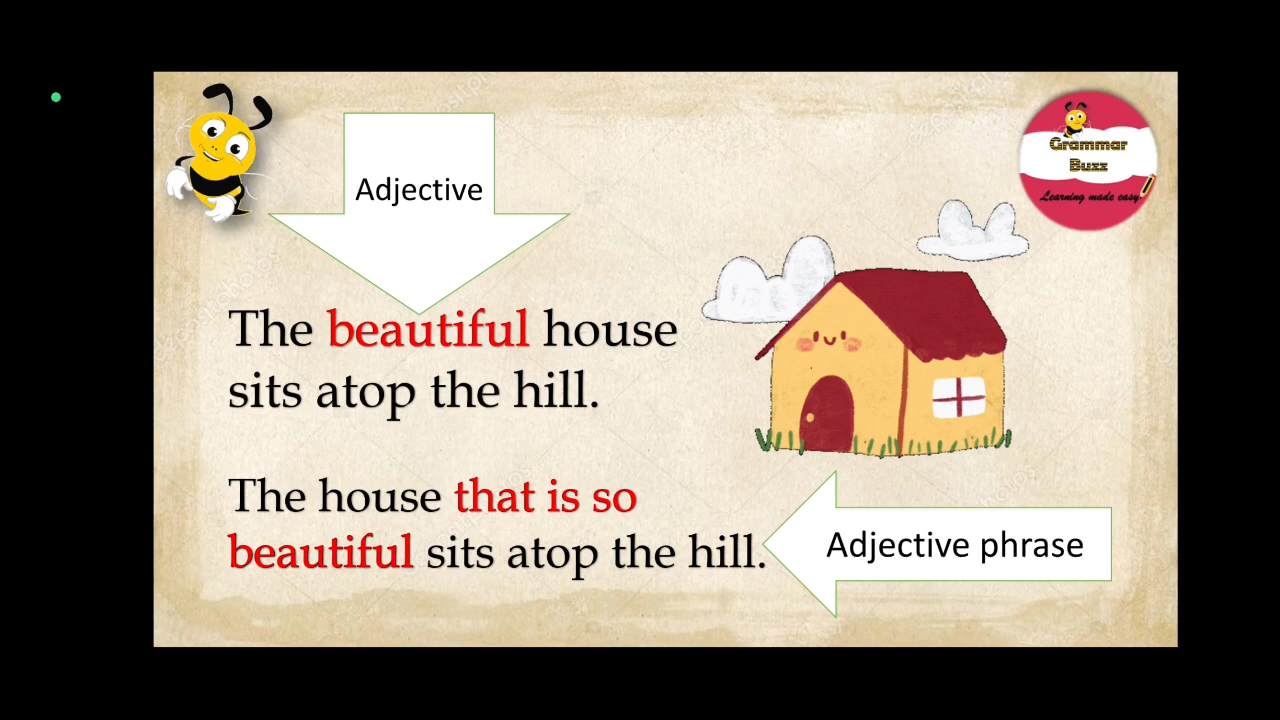 Adjective
Grammar
Buzz
Learning made easy
The beautiful house
sits atop the hill.
The house that is so
beautiful sits atop the hill.
Adjective phrase